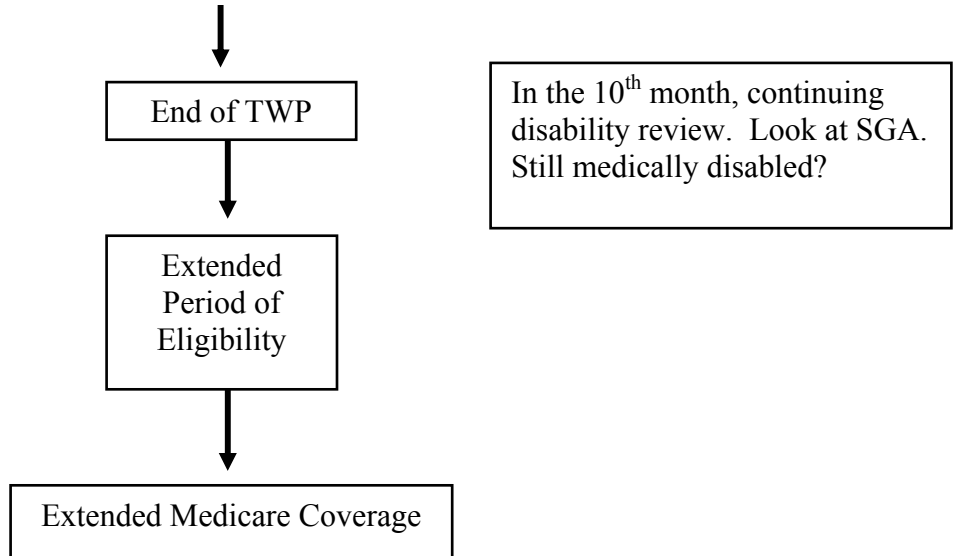 End of TWP
In the 10th month, continuing
disability review.  Look at SGA.
Still medically disabled?
Extended
Period of
Eligibility
Extended Medicare Coverage